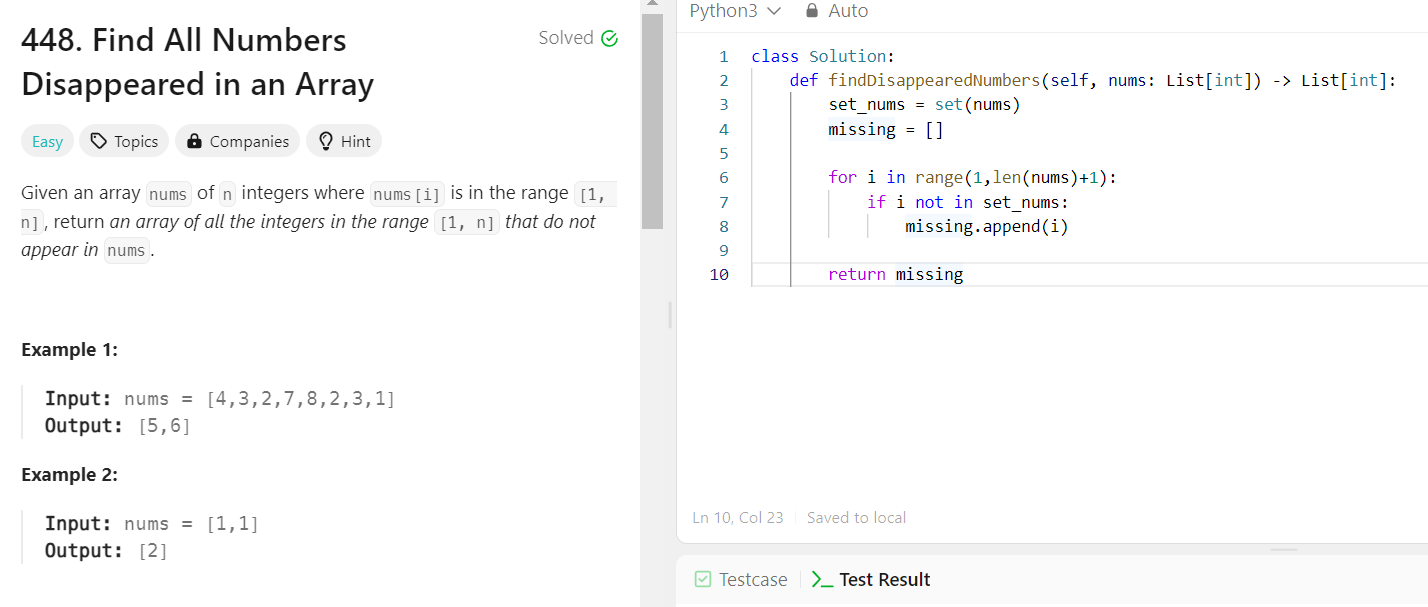 448. Find All Numbers
Disappeared in an Array
Solved
Easy
Topics
Companies
Hint
Given an array nums of n integers where nums[i] is in the range [1,
n], return an array of all the integers in the range [1, n] that do not
appear in nums.
Example 1:
Input: nums = [4,3,2,7,8,2,3,1]
Output: [5,6]
Example 2:
Input: nums = [1,1]
Output: [2]
Python3
Auto
1 class Solution:
2     def findDisappearedNumbers(self, nums: List[int]) -> List[int]:
3         set_nums = set(nums)
4         missing = []
5
6         for i in range(1,len(nums)+1):
7             if i not in set_nums:
8                 missing.append(i)
9
10         return missing
Ln 10, Col 23
Saved to local
Testcase
>_ Test Result